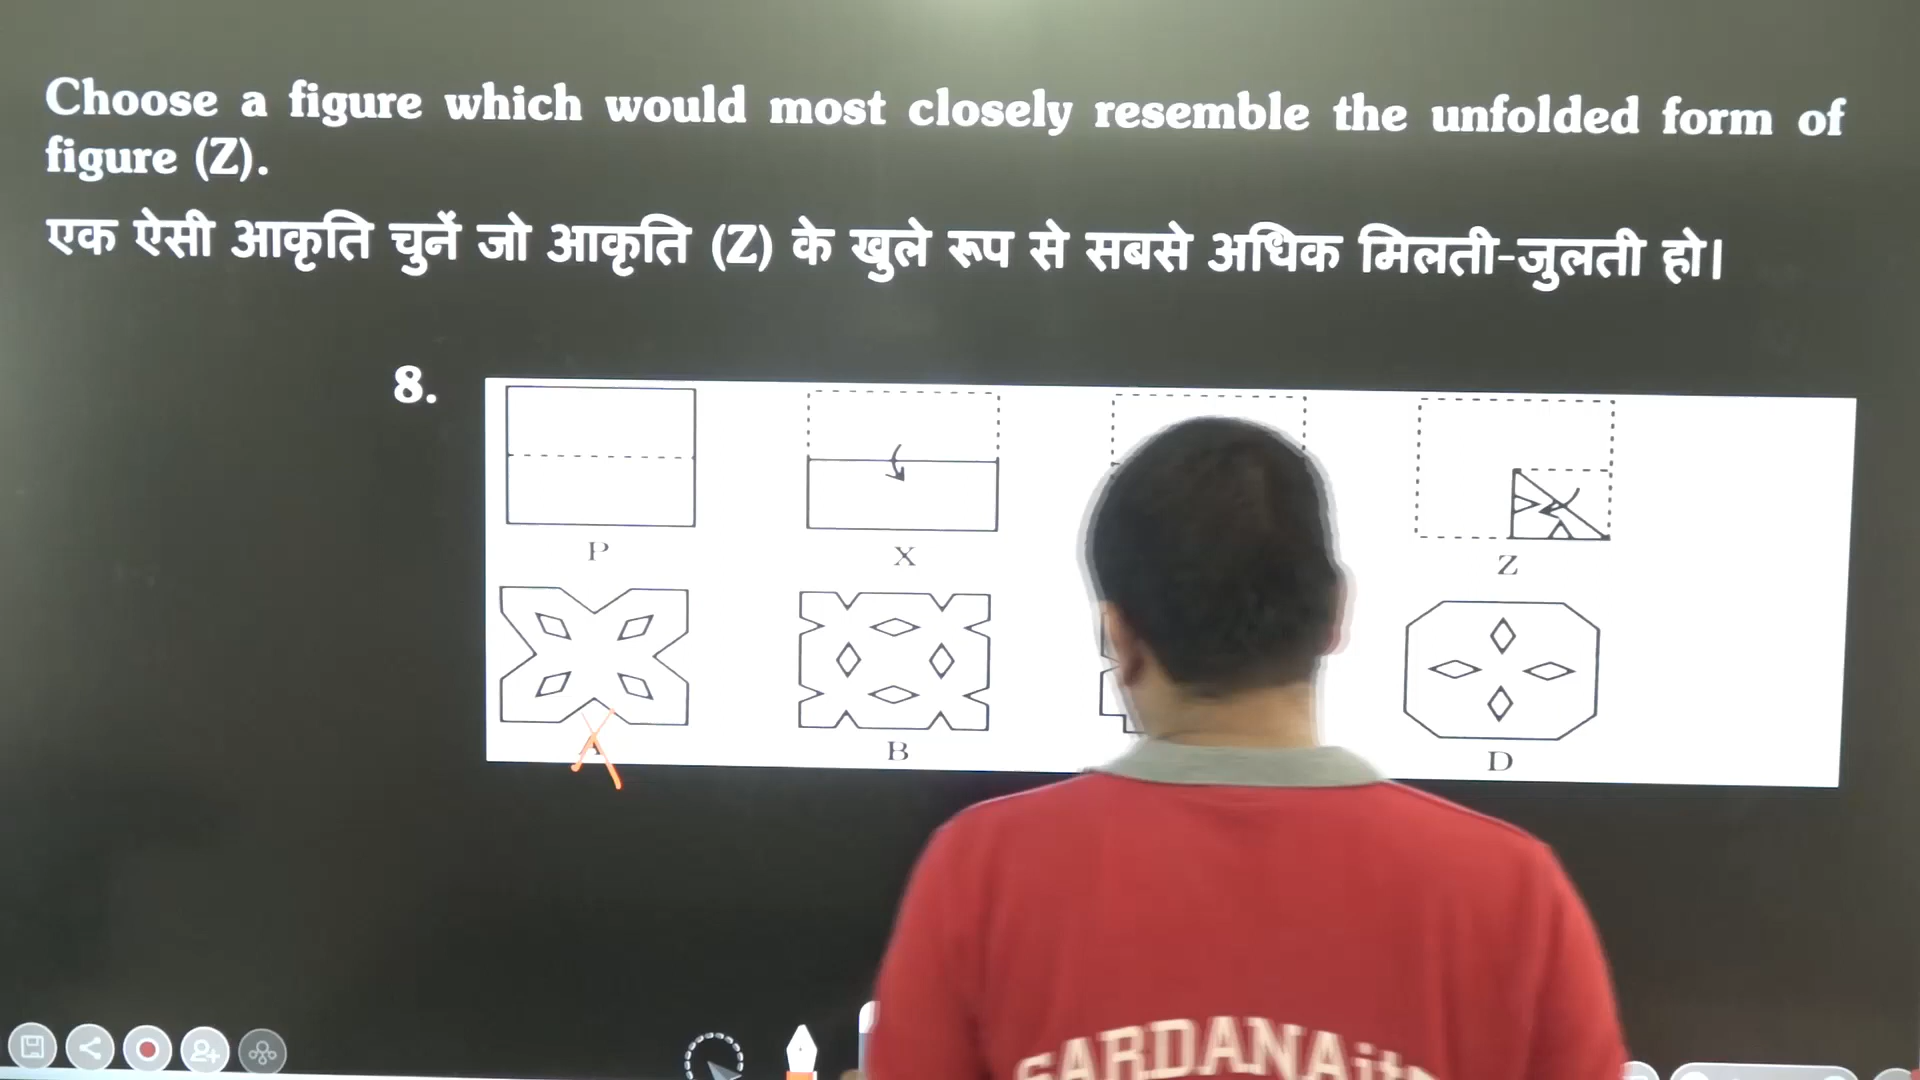 Choose a figure which would most closely resemble the unfolded form of
figure (Z).
एक ऐसी आकृति चुनें जो आकृति (Z) के खुले रूप से सबसे अधिक मिलती-जुलती हो।
8.
P X Z
A B D